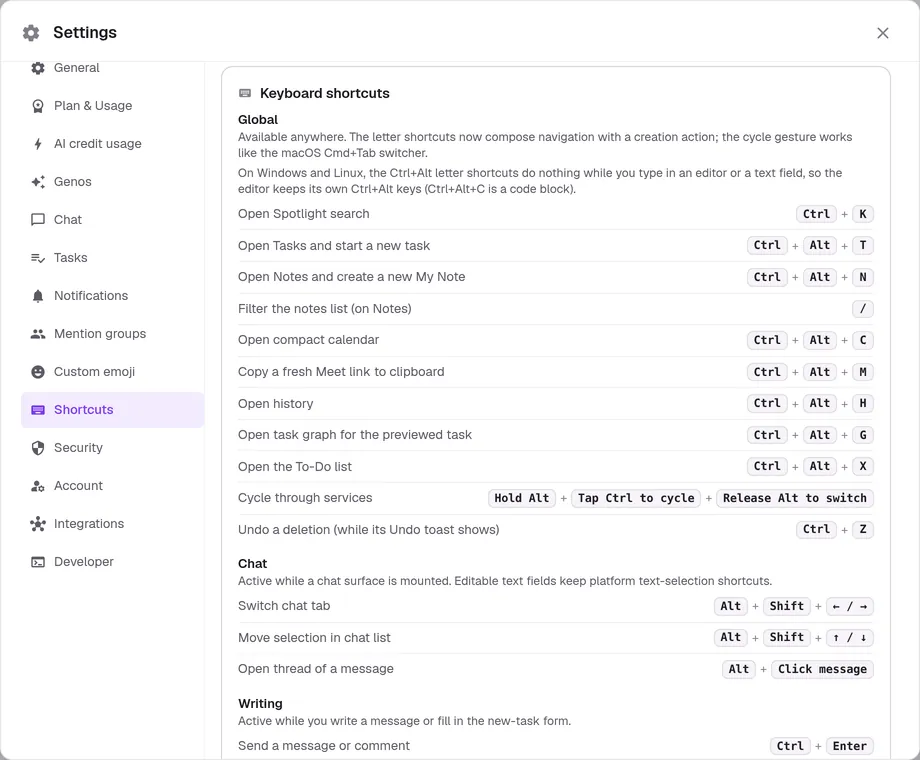 Settings
General
Plan & Usage
AI credit usage
Genos
Chat
Tasks
Notifications
Mention groups
Custom emoji
Shortcuts
Security
Account
Integrations
Developer
Keyboard shortcuts
Global
Available anywhere. The letter shortcuts now compose navigation with a creation action; the cycle gesture works
like the macOS Cmd+Tab switcher.
On Windows and Linux, the Ctrl+Alt letter shortcuts do nothing while you type in an editor or a text field, so the
editor keeps its own Ctrl+Alt keys (Ctrl+Alt+C is a code block).
Open Spotlight search Ctrl + K
Open Tasks and start a new task Ctrl + Alt + T
Open Notes and create a new My Note Ctrl + Alt + N
Filter the notes list (on Notes) /
Open compact calendar Ctrl + Alt + C
Copy a fresh Meet link to clipboard Ctrl + Alt + M
Open history Ctrl + Alt + H
Open task graph for the previewed task Ctrl + Alt + G
Open the To-Do list Ctrl + Alt + X
Cycle through services Hold Alt + Tap Ctrl to cycle + Release Alt to switch
Undo a deletion (while its Undo toast shows) Ctrl + Z
Chat
Active while a chat surface is mounted. Editable text fields keep platform text-selection shortcuts.
Switch chat tab Alt + Shift + ← / →
Move selection in chat list Alt + Shift + ↑ / ↓
Open thread of a message Alt + Click message
Writing
Active while you write a message or fill in the new-task form.
Send a message or comment Ctrl + Enter